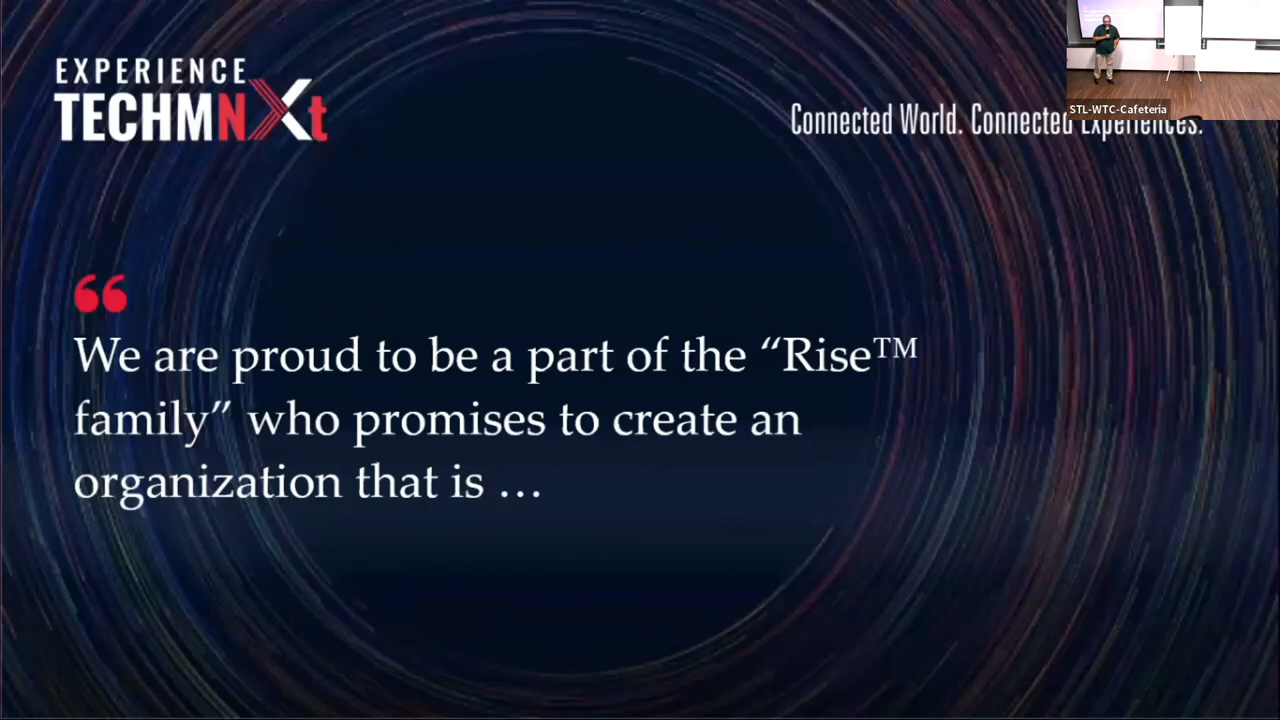 EXPERIENCE
TECHMNXt
Connected World. Connected Experiences.
STL-WTC-Cafeteria
“
We are proud to be a part of the “Rise™
family” who promises to create an
organization that is …